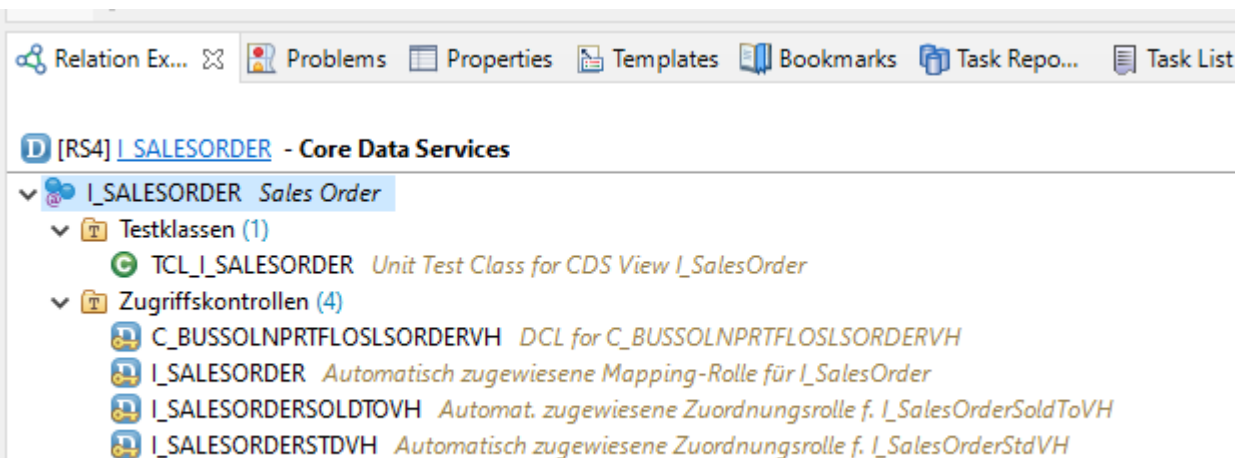 Relation Ex... Problems Properties Templates Bookmarks Task Repo... Task List
[RS4] I_SALESORDER - Core Data Services
I_SALESORDER Sales Order
Testklassen (1)
TCL_I_SALESORDER Unit Test Class for CDS View I_SalesOrder
Zugriffskontrollen (4)
C_BUSSOLNPRTFLOSLSORDERVH DCL for C_BUSSOLNPRTFLOSLSORDERVH
I_SALESORDER Automatisch zugewiesene Mapping-Rolle für I_SalesOrder
I_SALESORDERSOLDTOVH Automat. zugewiesene Zuordnungsrolle f. I_SalesOrderSoldToVH
I_SALESORDERSTDVH Automatisch zugewiesene Zuordnungsrolle f. I_SalesOrderStdVH